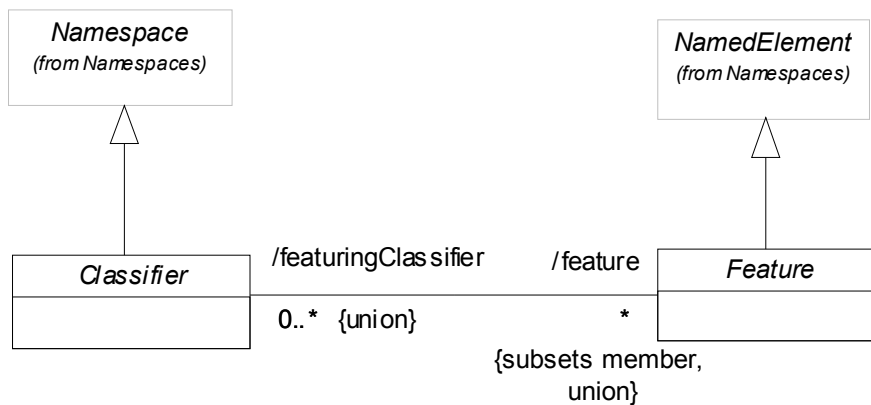 Namespace
(from Namespaces)
NamedElement
(from Namespaces)
Classifier
/featuringClassifier
/feature
Feature
0..*
{union}
*
{subsets member,
union}